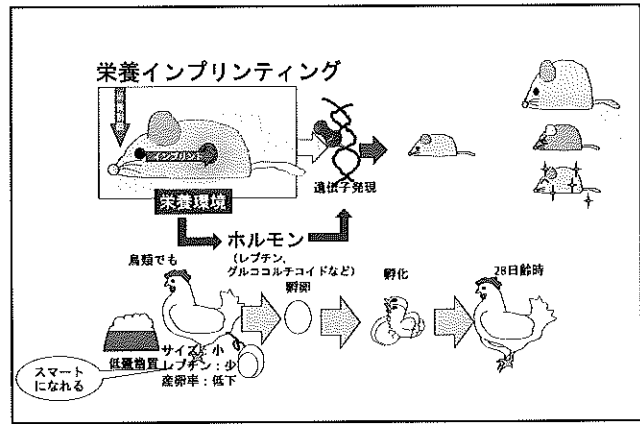 栄養インプリンティング
インプリント
遺伝子発現
栄養環境
ホルモン
(レプチン、
グルココルチコイドなど)
鳥類でも
孵卵
孵化
28日齢時
サイズ：小
レプチン：少
産卵率：低下
スマート
になれる